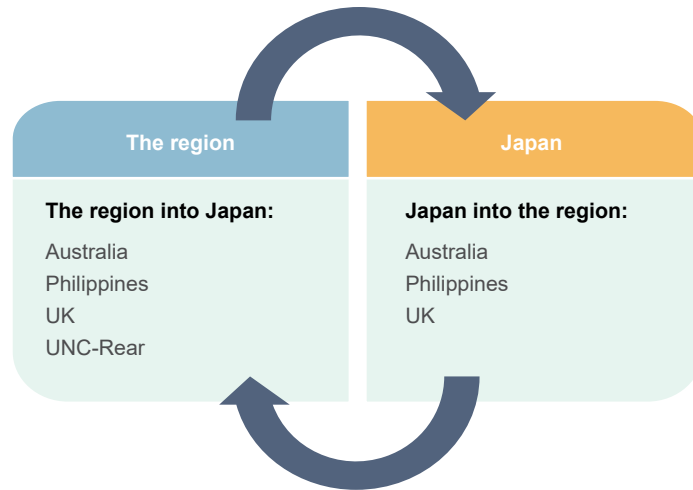 The region
The region into Japan:
Australia
Philippines
UK
UNC-Rear
Japan
Japan into the region:
Australia
Philippines
UK